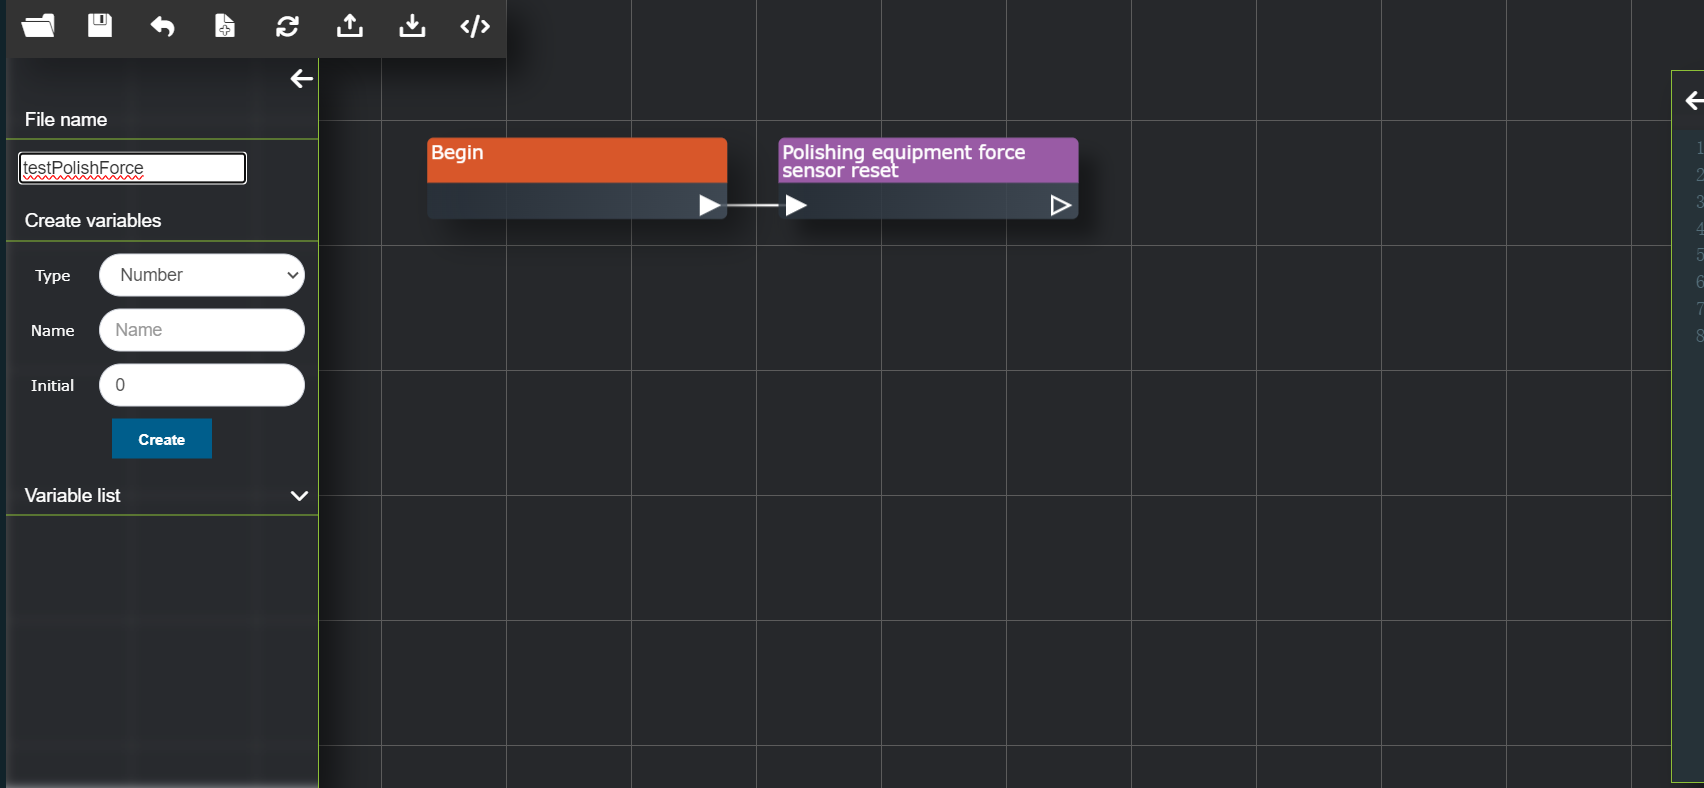 File name
testPolishForce
Create variables
Type
Number
Name
Name
Initial
0
Create
Variable list
Begin
Polishing equipment force
sensor reset
1
2
3
4
5
6
7
8